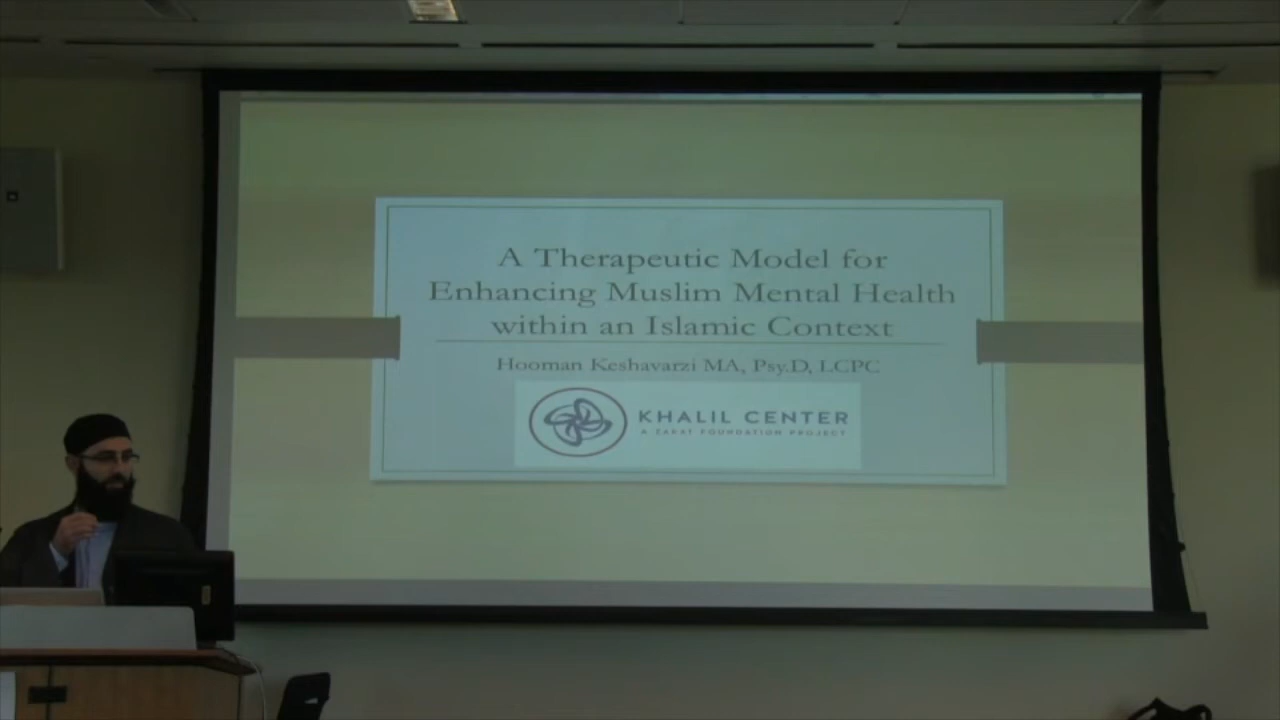 A Therapeutic Model for
Enhancing Muslim Mental Health
within an Islamic Context
Hooman Keshavarzi MA, Psy.D, LCPC
KHALIL CENTER
A ZAKAT FOUNDATION PROJECT